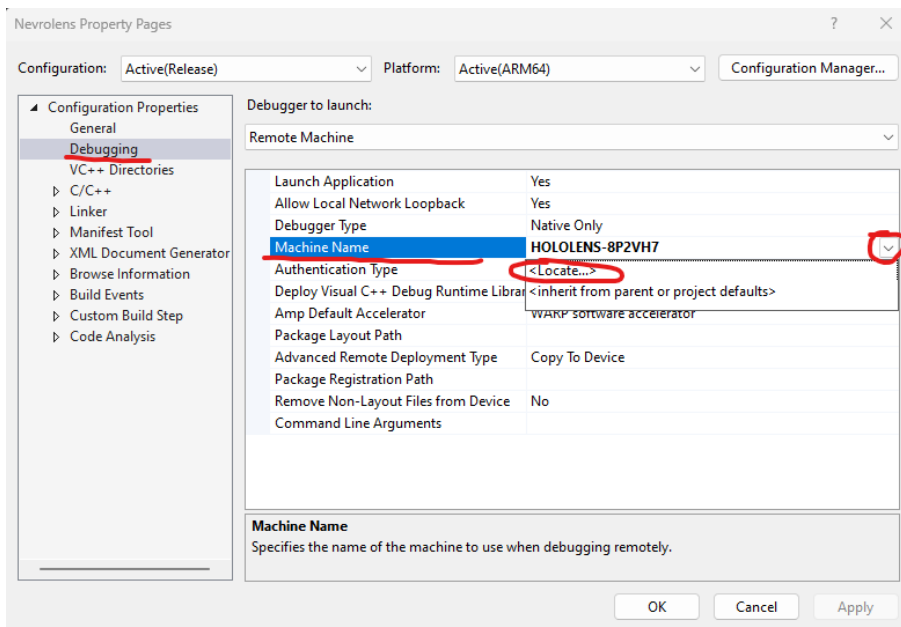 Nevrolens Property Pages
Configuration: Active(Release) Platform: Active(ARM64) Configuration Manager...
Configuration Properties
General
Debugging
VC++ Directories
C/C++
Linker
Manifest Tool
XML Document Generator
Browse Information
Build Events
Custom Build Step
Code Analysis
Debugger to launch:
Remote Machine
Launch Application Yes
Allow Local Network Loopback Yes
Debugger Type Native Only
Machine Name HOLOLENS-8P2VH7
Authentication Type <Locate...>
Deploy Visual C++ Debug Runtime Librar <inherit from parent or project defaults>
Amp Default Accelerator WARP software accelerator
Package Layout Path
Advanced Remote Deployment Type Copy To Device
Package Registration Path
Remove Non-Layout Files from Device No
Command Line Arguments
Machine Name
Specifies the name of the machine to use when debugging remotely.
OK Cancel Apply